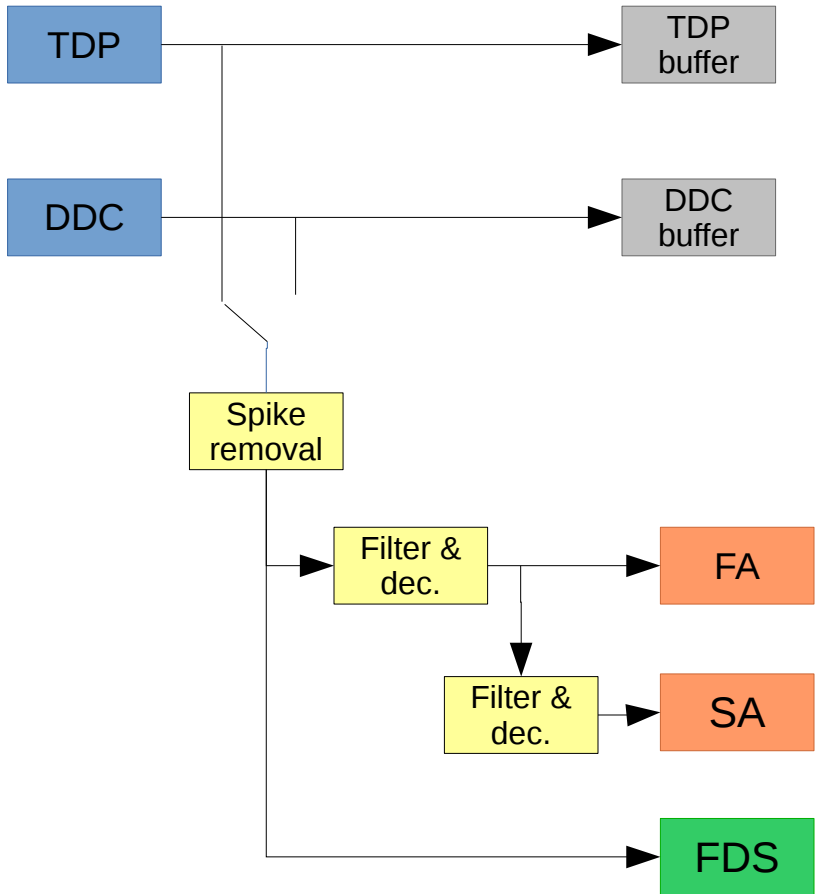 TDP
TDP
buffer
DDC
DDC
buffer
Spike
removal
Filter &
dec.
FA
Filter &
dec.
SA
FDS